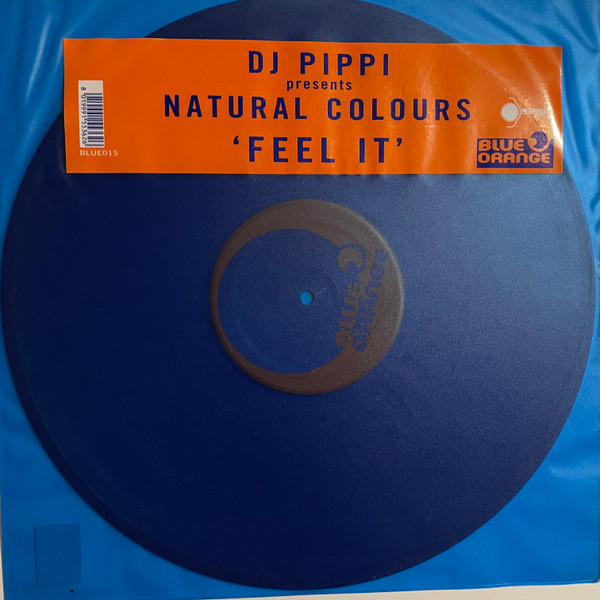 DJ PIPPI
presents
NATURAL COLOURS
'FEEL IT'
BLUE015
BLUE
ORANGE
BLUE
ORANGE